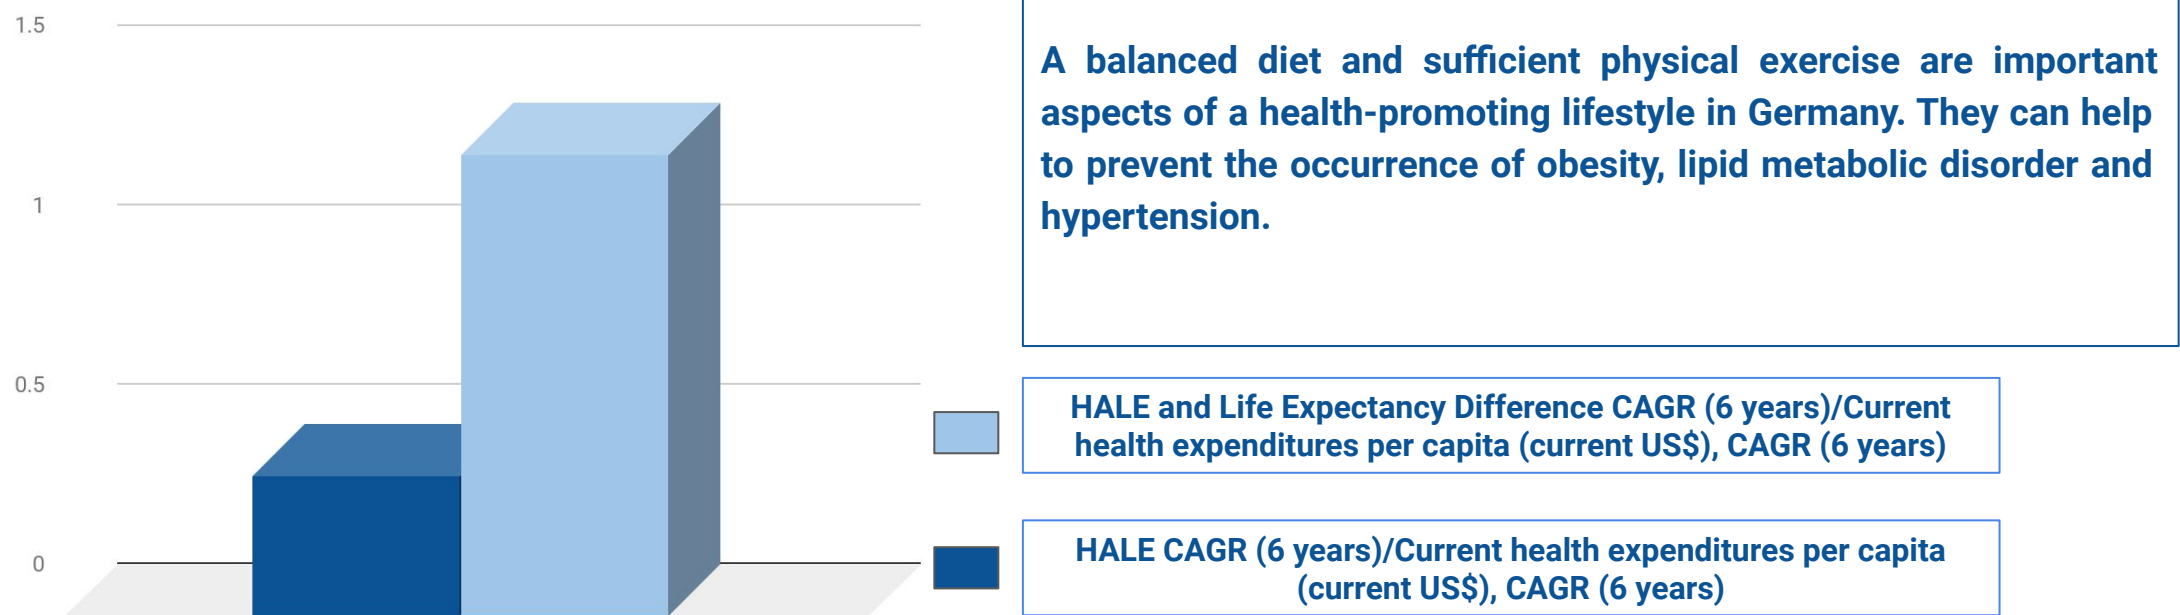 1.5
1
0.5
0
A balanced diet and sufficient physical exercise are important
aspects of a health-promoting lifestyle in Germany. They can help
to prevent the occurrence of obesity, lipid metabolic disorder and
hypertension.
HALE and Life Expectancy Difference CAGR (6 years)/Current
health expenditures per capita (current US$), CAGR (6 years)
HALE CAGR (6 years)/Current health expenditures per capita
(current US$), CAGR (6 years)